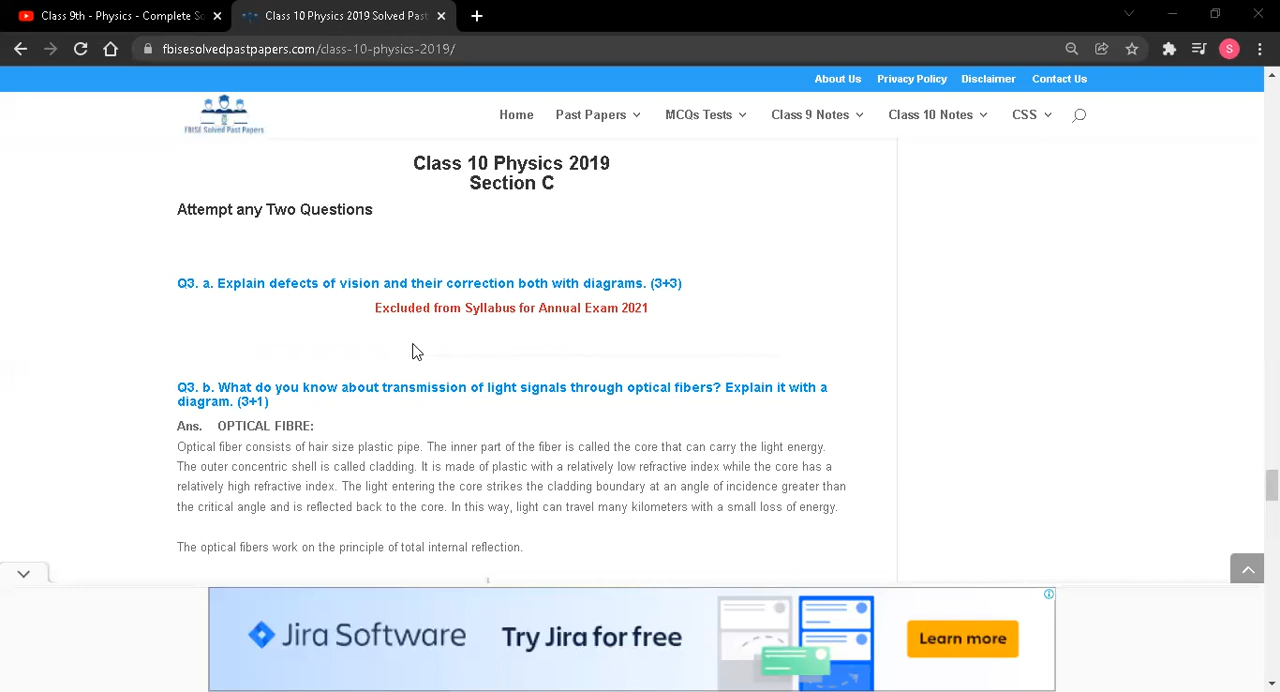 Class 9th - Physics - Complete So
Class 10 Physics 2019 Solved Past
fbisesolvedpastpapers.com/class-10-physics-2019/
S
About Us Privacy Policy Disclaimer Contact Us
FBISE Solved Past Papers
Home Past Papers MCQs Tests Class 9 Notes Class 10 Notes CSS
Class 10 Physics 2019
Section C
Attempt any Two Questions
Q3. a. Explain defects of vision and their correction both with diagrams. (3+3)
Excluded from Syllabus for Annual Exam 2021
Q3. b. What do you know about transmission of light signals through optical fibers? Explain it with a
diagram. (3+1)
Ans. OPTICAL FIBRE:
Optical fiber consists of hair size plastic pipe. The inner part of the fiber is called the core that can carry the light energy.
The outer concentric shell is called cladding. It is made of plastic with a relatively low refractive index while the core has a
relatively high refractive index. The light entering the core strikes the cladding boundary at an angle of incidence greater than
the critical angle and is reflected back to the core. In this way, light can travel many kilometers with a small loss of energy.
The optical fibers work on the principle of total internal reflection.
Jira Software Try Jira for free Learn more